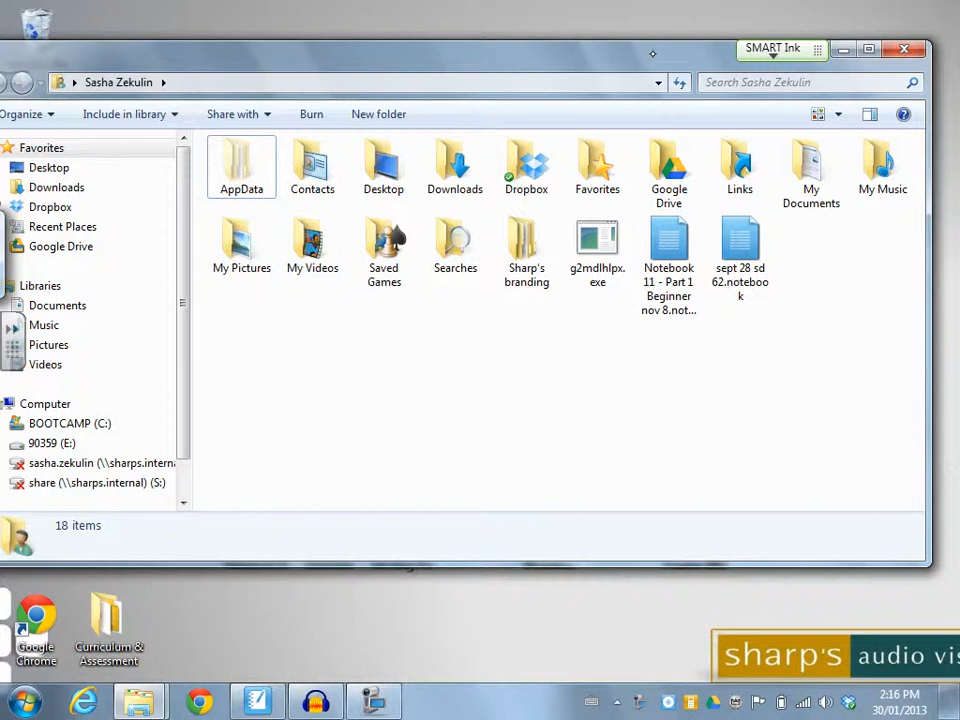 SMART Ink
Sasha Zekulin
Search Sasha Zekulin
Organize
Include in library
Share with
Burn
New folder
Favorites
Desktop
Downloads
Dropbox
Recent Places
Google Drive
Libraries
Documents
Music
Pictures
Videos
Computer
BOOTCAMP (C:)
90359 (E:)
sasha.zekulin (\\sharps.interna
share (\\sharps.internal) (S:)
AppData
Contacts
Desktop
Downloads
Dropbox
Favorites
Google
Drive
Links
My
Documents
My Music
My Pictures
My Videos
Saved
Games
Searches
Sharp's
branding
g2mdlhlpx.
exe
Notebook
11 - Part 1
Beginner
nov 8.not...
sept 28 sd
62.noteboo
k
18 items
Google
Chrome
Curriculum &
Assessment
sharp's audio vis
2:16 PM
30/01/2013